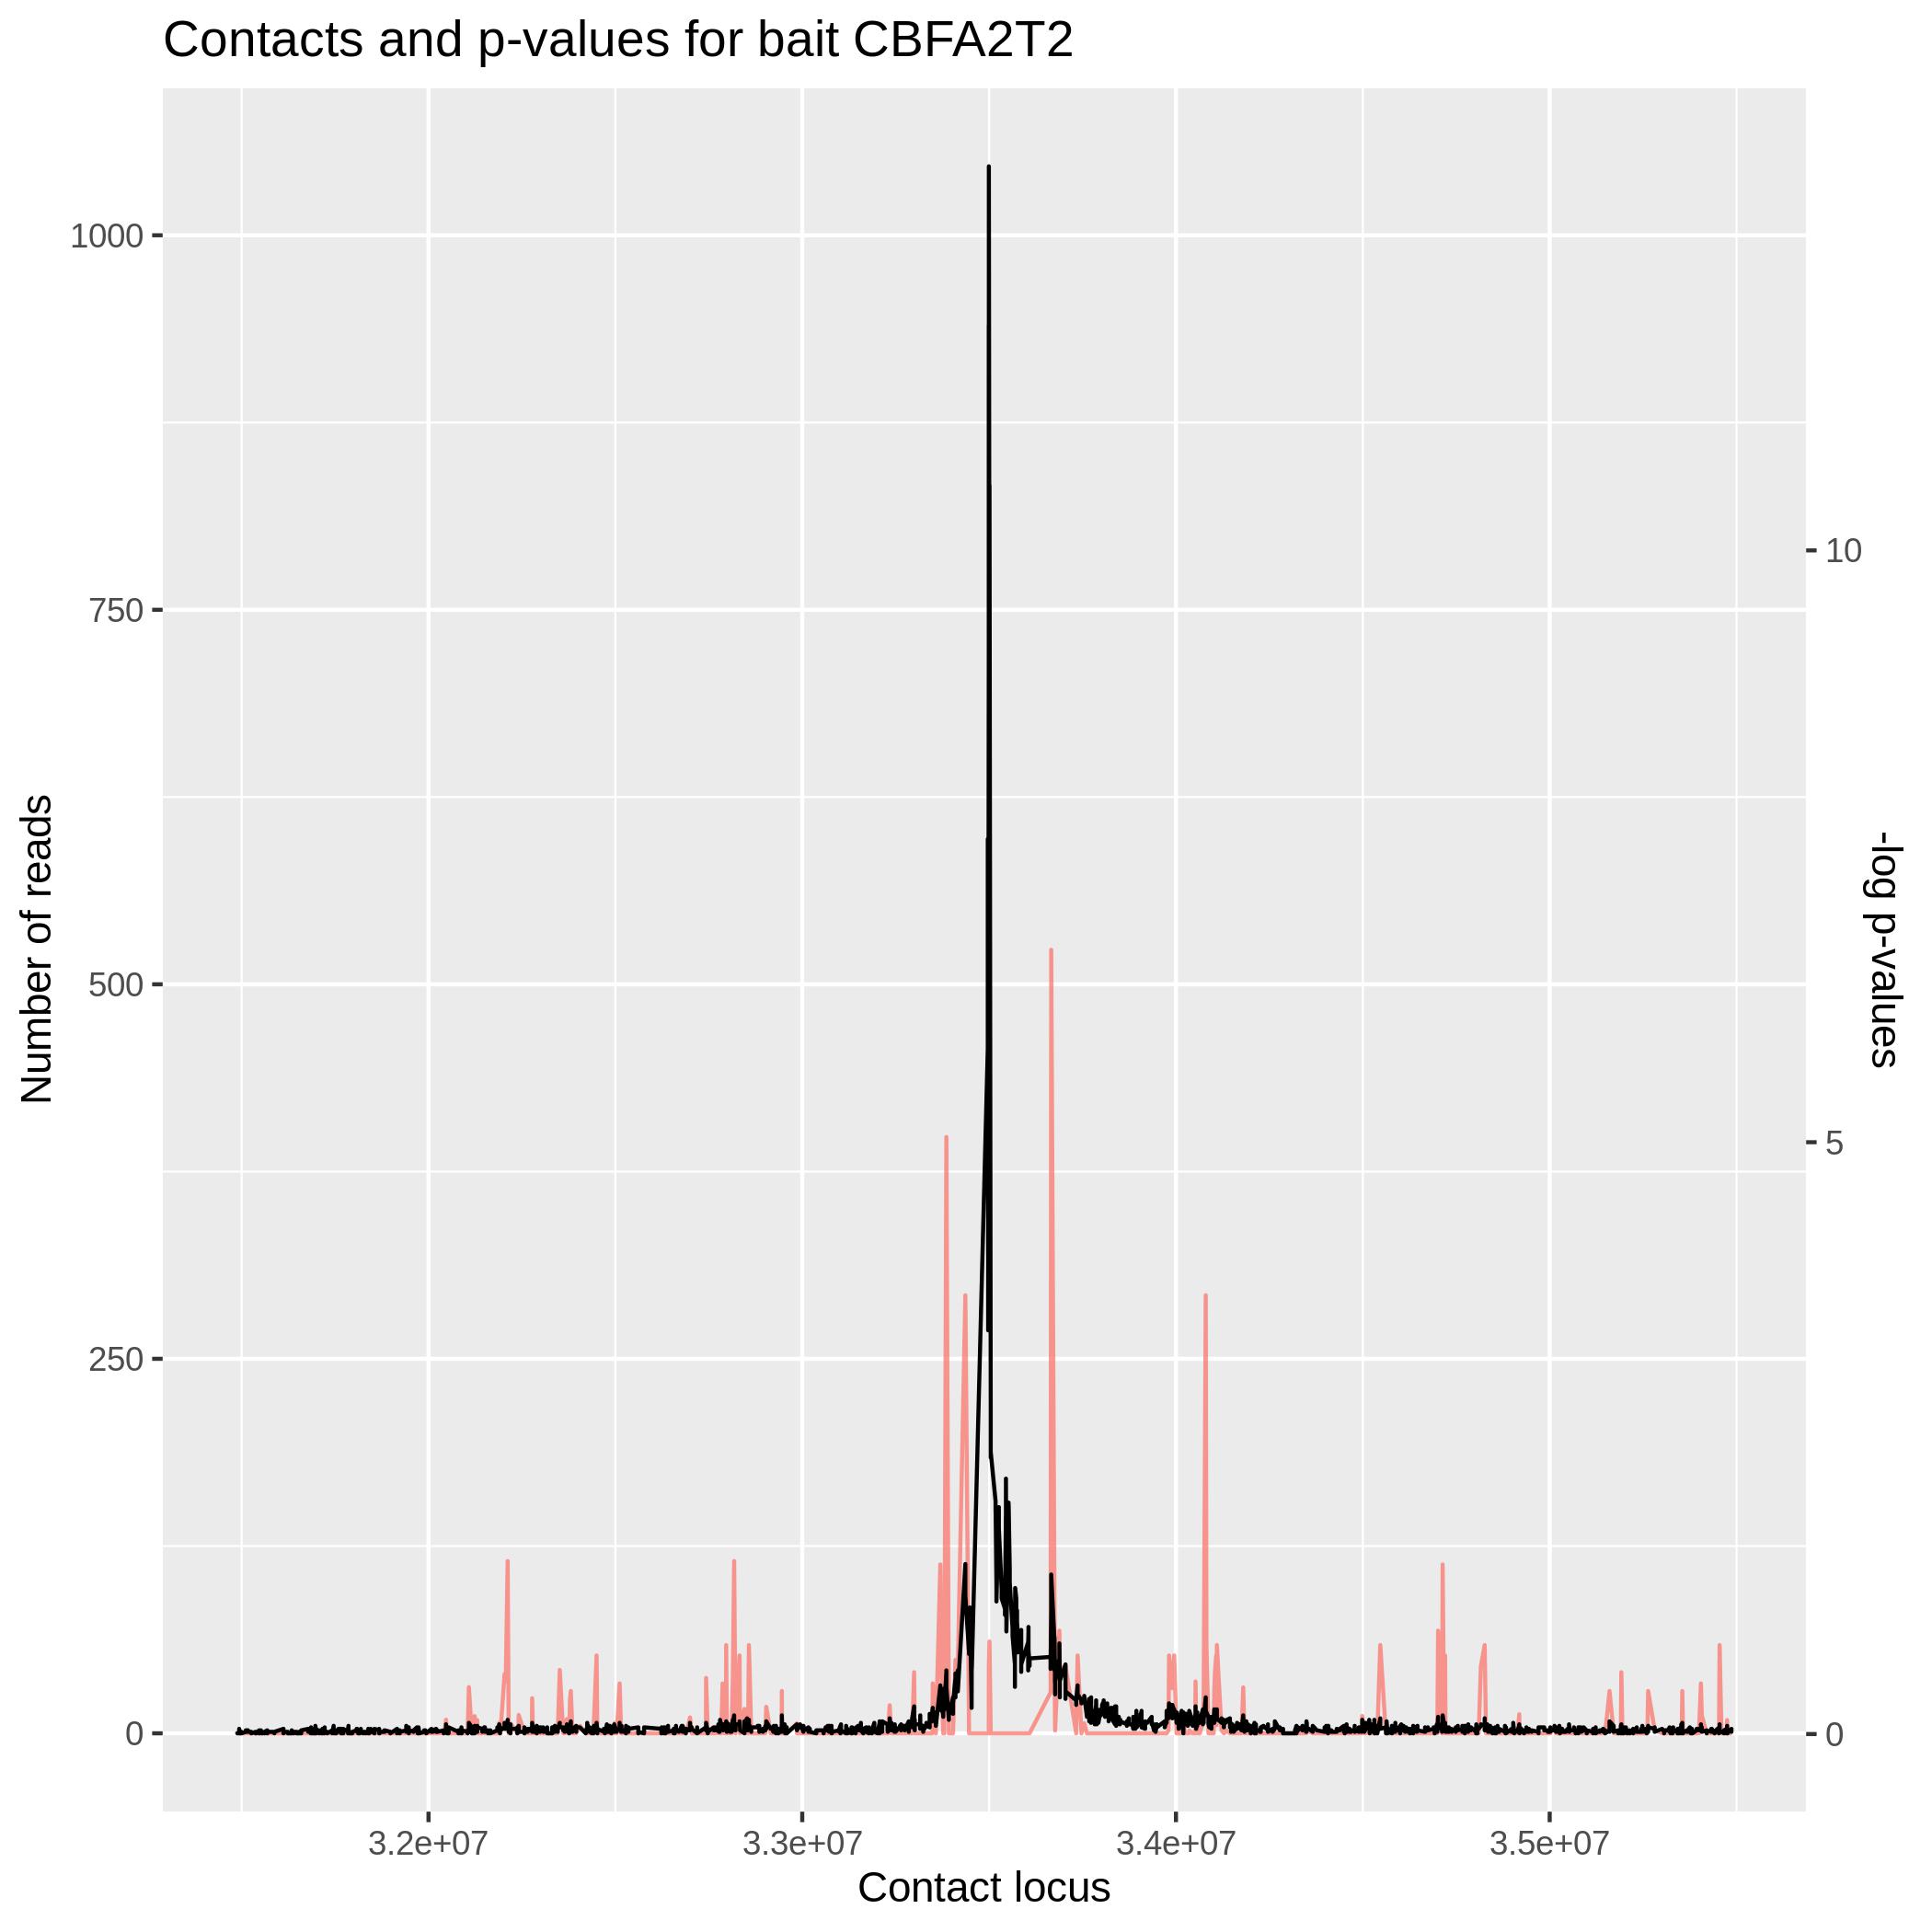 Contacts and p-values for bait CBFA2T2
1000
750
500
250
0
Number of reads
10
5
0
-log p-values
3.2e+07
3.3e+07
3.4e+07
3.5e+07
Contact locus